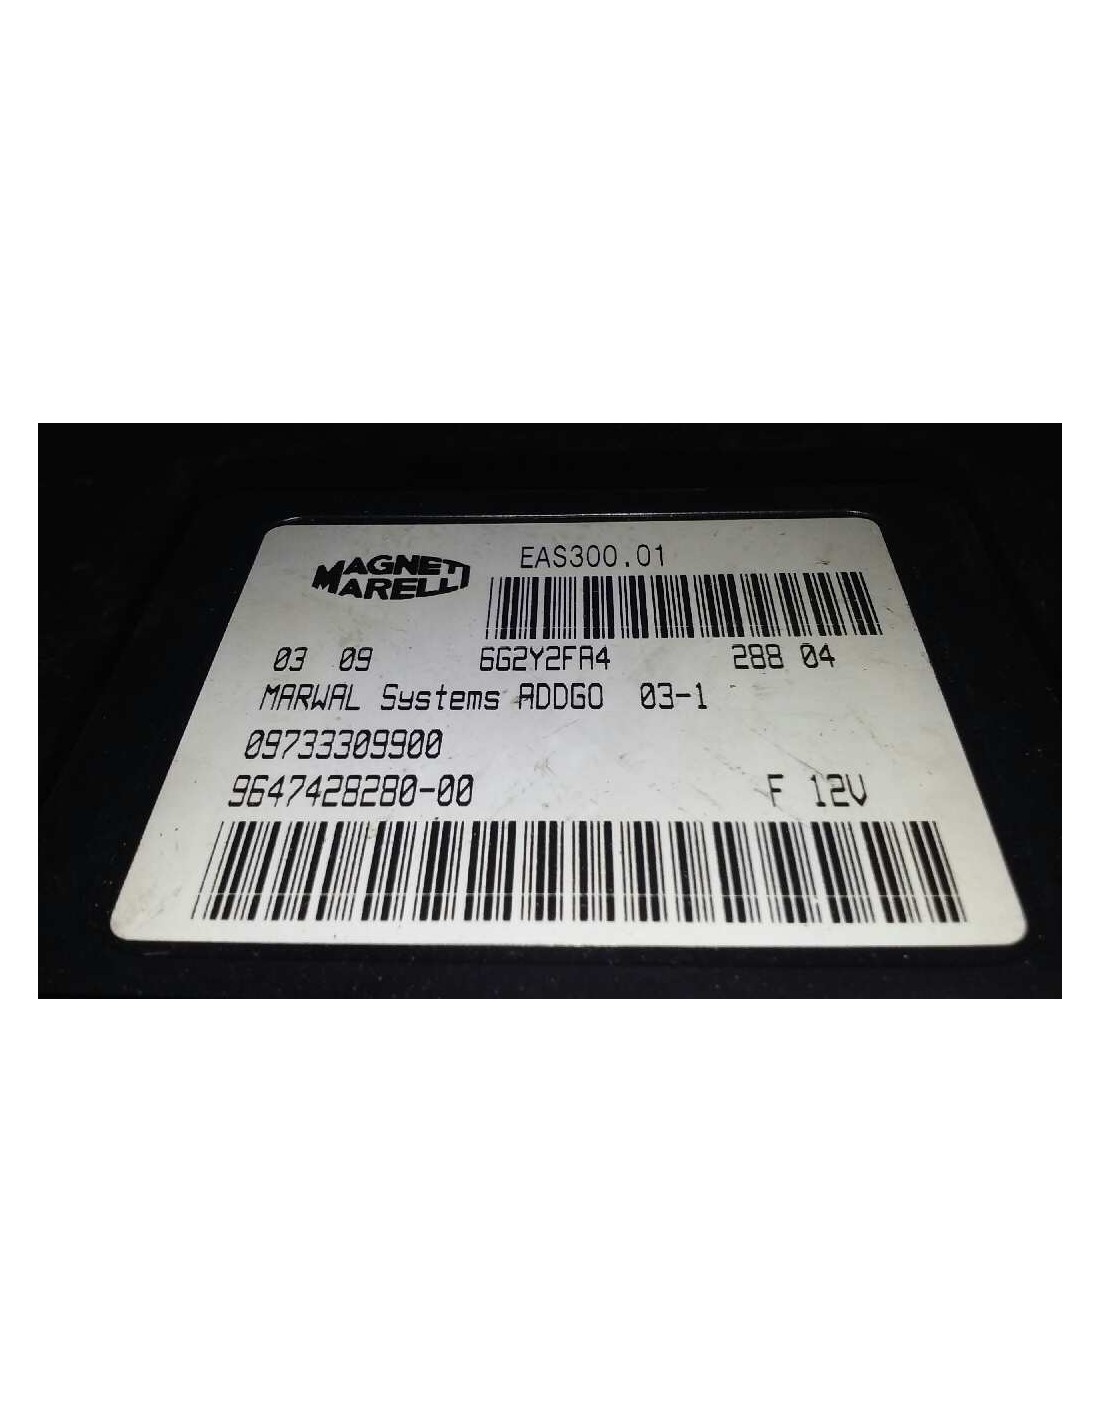 MAGNETI
MARELLI
EAS300.01
03 09 6G2Y2FA4 288 04
MARWAL Systems ADDGO 03-1
09733309900
9647428280-00 F 12V